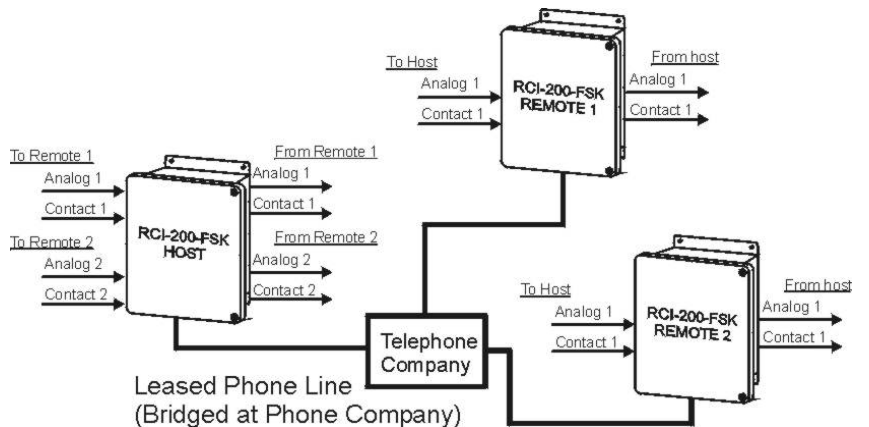 To Host
Analog 1
Contact 1
RCI-200-FSK
REMOTE 1
From host
Analog 1
Contact 1
To Remote 1
Analog 1
Contact 1
To Remote 2
Analog 2
Contact 2
RCI-200-FSK
HOST
From Remote 1
Analog 1
Contact 1
From Remote 2
Analog 2
Contact 2
To Host
Analog 1
Contact 1
RCI-200-FSK
REMOTE 2
From host
Analog 1
Contact 1
Telephone
Company
Leased Phone Line
(Bridged at Phone Company)